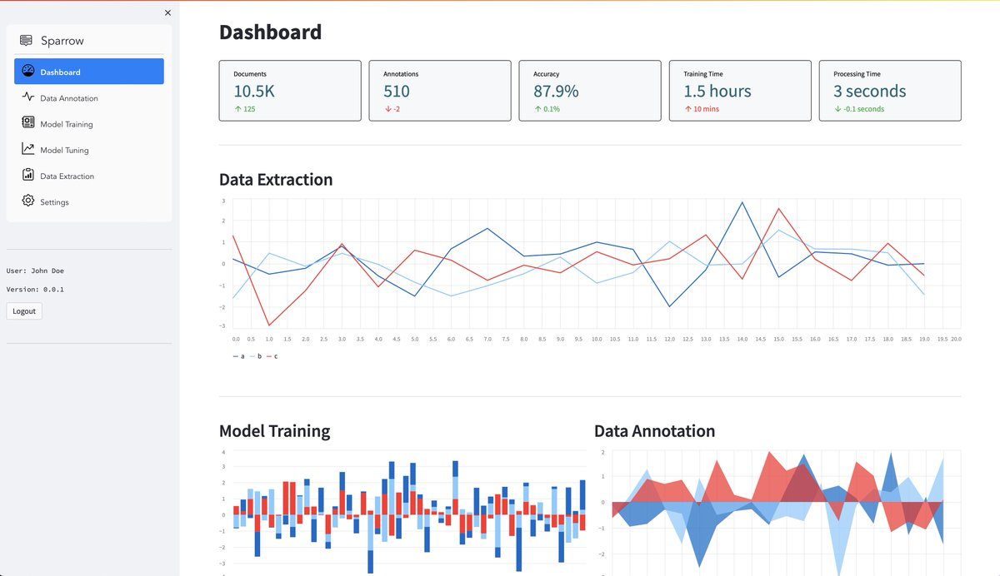 Sparrow
Dashboard
Data Annotation
Model Training
Model Tuning
Data Extraction
Settings
User: John Doe
Version: 0.0.1
Logout
Dashboard
Documents
10.5K
↑ 125
Annotations
510
↓ -2
Accuracy
87.9%
↑ 0.1%
Training Time
1.5 hours
↑ 10 mins
Processing Time
3 seconds
↓ -0.1 seconds
Data Extraction
3
2
1
0
−1
−2
−3
0.0 0.5 1.0 1.5 2.0 2.5 3.0 3.5 4.0 4.5 5.0 5.5 6.0 6.5 7.0 7.5 8.0 8.5 9.0 9.5 10.0 10.5 11.0 11.5 12.0 12.5 13.0 13.5 14.0 14.5 15.0 15.5 16.0 16.5 17.0 17.5 18.0 18.5 19.0 19.5 20.0
a b c
Model Training
4
3
2
1
0
−1
−2
−3
Data Annotation
2
1
0
−1
−2